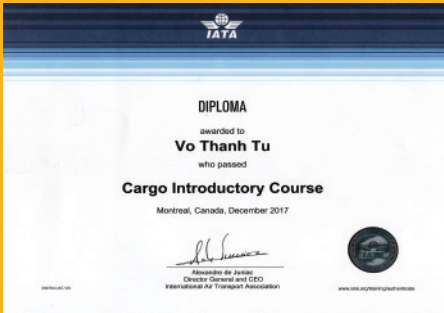 IATA
DIPLOMA
awarded to
Vo Thanh Tu
who passed
Cargo Introductory Course
Montreal, Canada, December 2017
Alexandre de Juniac
Director General and CEO
International Air Transport Association
IATA
www.iata.org/training/authenticate